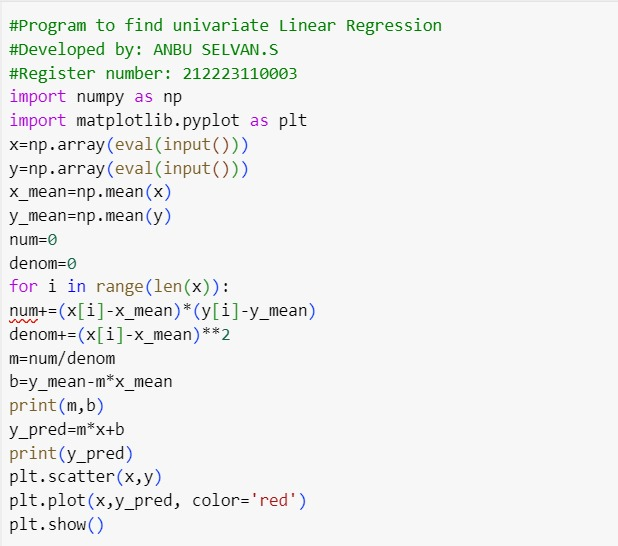 #Program to find univariate Linear Regression
#Developed by: ANBU SELVAN.S
#Register number: 212223110003
import numpy as np
import matplotlib.pyplot as plt
x=np.array(eval(input()))
y=np.array(eval(input()))
x_mean=np.mean(x)
y_mean=np.mean(y)
num=0
denom=0
for i in range(len(x)):
num+=(x[i]-x_mean)*(y[i]-y_mean)
denom+=(x[i]-x_mean)**2
m=num/denom
b=y_mean-m*x_mean
print(m,b)
y_pred=m*x+b
print(y_pred)
plt.scatter(x,y)
plt.plot(x,y_pred, color='red')
plt.show()